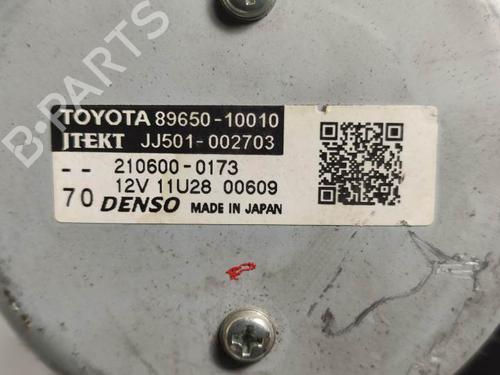 B-PARTS
TOYOTA 89650-10010
JTEKT JJ501-002703
-- 210600-0173
12V 11U28 00609
70 DENSO MADE IN JAPAN